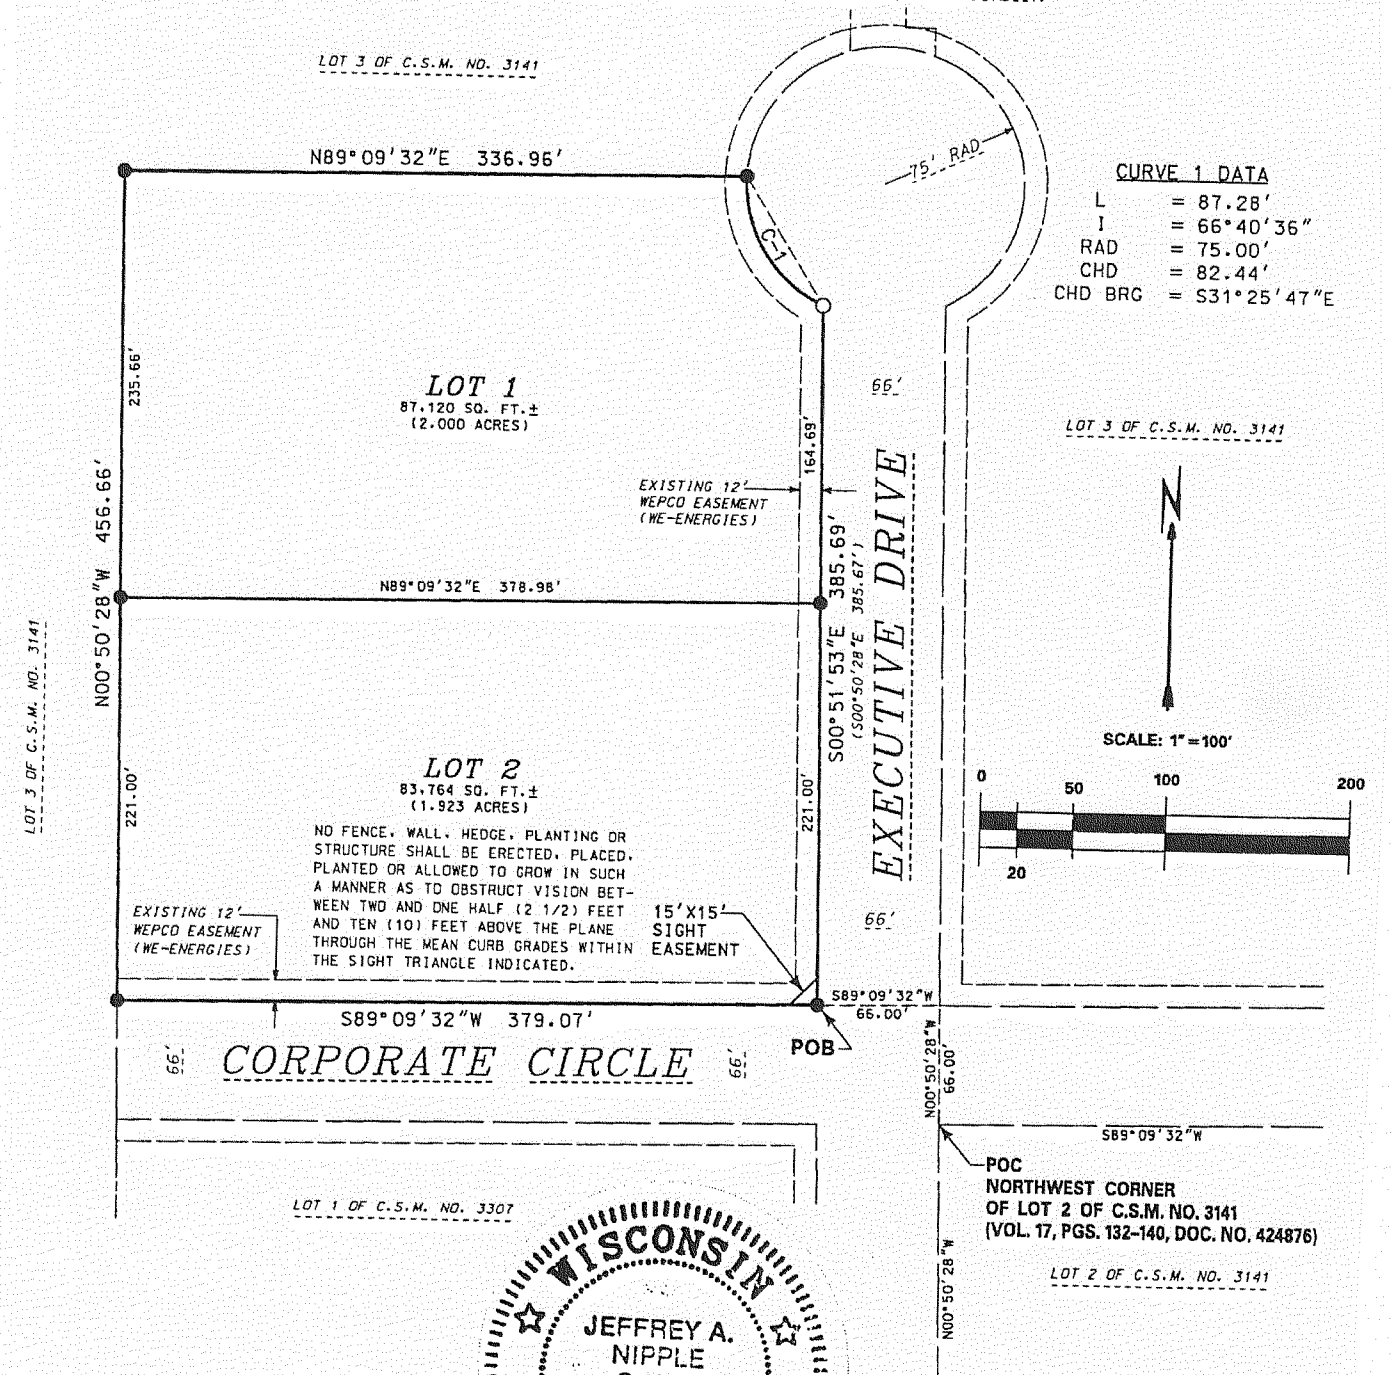 LOT 3 OF C.S.M. NO. 3141
N89°09'32"E 336.96'
75' RAD
CURVE 1 DATA
L = 87.28'
I = 66°40'36"
RAD = 75.00'
CHD = 82.44'
CHD BRG = S31°25'47"E
C-1
235.66'
LOT 1
87,120 SQ. FT.±
(2.000 ACRES)
66'
164.69'
LOT 3 OF C.S.M. NO. 3141
EXISTING 12'
WEPCO EASEMENT
(WE-ENERGIES)
N
N00°50'28"W 456.66'
N89°09'32"E 378.98'
S00°51'53"E 385.69'
(S00°50'28"E 385.67')
EXECUTIVE DRIVE
LOT 3 OF C.S.M. NO. 3141
SCALE: 1"=100'
0 50 100 200
20
221.00'
LOT 2
83,764 SQ. FT.±
(1.923 ACRES)
221.00'
NO FENCE, WALL, HEDGE, PLANTING OR
STRUCTURE SHALL BE ERECTED, PLACED,
PLANTED OR ALLOWED TO GROW IN SUCH
A MANNER AS TO OBSTRUCT VISION BET-
WEEN TWO AND ONE HALF (2 1/2) FEET
AND TEN (10) FEET ABOVE THE PLANE
THROUGH THE MEAN CURB GRADES WITHIN
THE SIGHT TRIANGLE INDICATED.
EXISTING 12'
WEPCO EASEMENT
(WE-ENERGIES)
15'X15'
SIGHT
EASEMENT
66'
S89°09'32"W
66.00'
S89°09'32"W 379.07'
POB
66'
CORPORATE CIRCLE
66'
N00°50'28"W
66.00'
S89°09'32"W
POC
NORTHWEST CORNER
OF LOT 2 OF C.S.M. NO. 3141
(VOL. 17, PGS. 132-140, DOC. NO. 424876)
LOT 1 OF C.S.M. NO. 3307
N00°50'28"W
LOT 2 OF C.S.M. NO. 3141
WISCONSIN
JEFFREY A.
NIPPLE